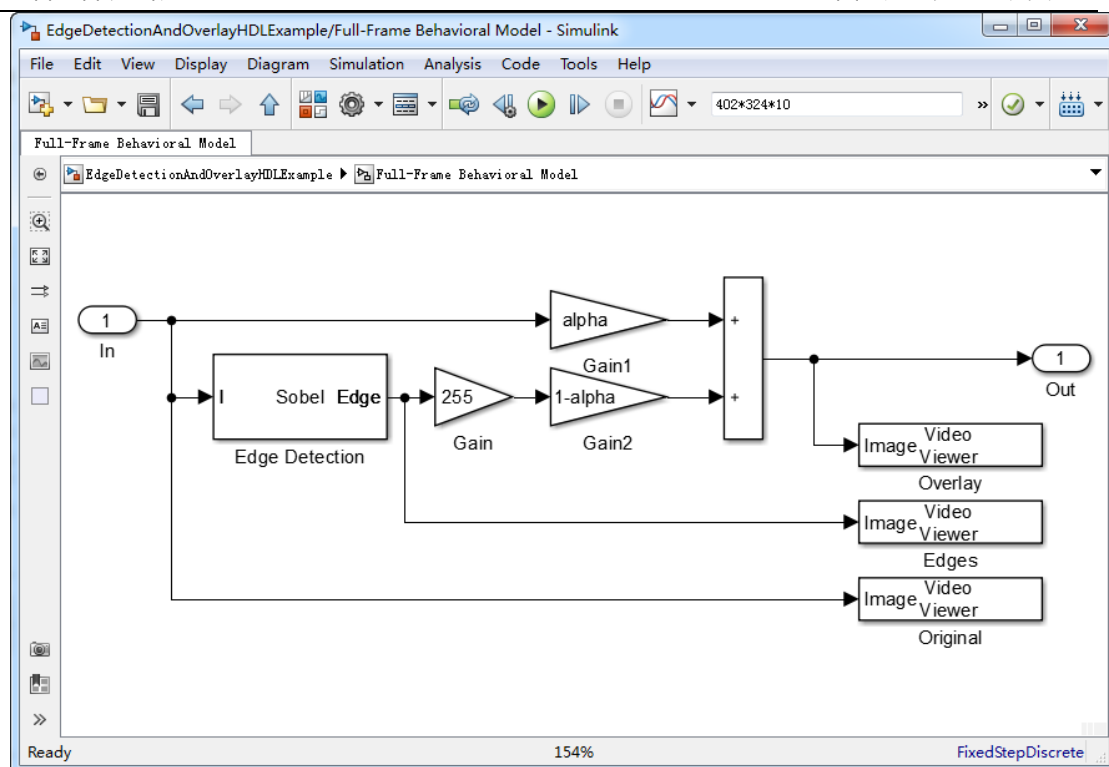 EdgeDetectionAndOverlayHDLExample/Full-Frame Behavioral Model - Simulink
File Edit View Display Diagram Simulation Analysis Code Tools Help
402*324*10
Full-Frame Behavioral Model
EdgeDetectionAndOverlayHDLExample Full-Frame Behavioral Model
1
In
alpha
Gain1
+
+
I Sobel Edge
Edge Detection
255
Gain
1-alpha
Gain2
1
Out
Image Video Viewer
Overlay
Image Video Viewer
Edges
Image Video Viewer
Original
Ready 154% FixedStepDiscrete